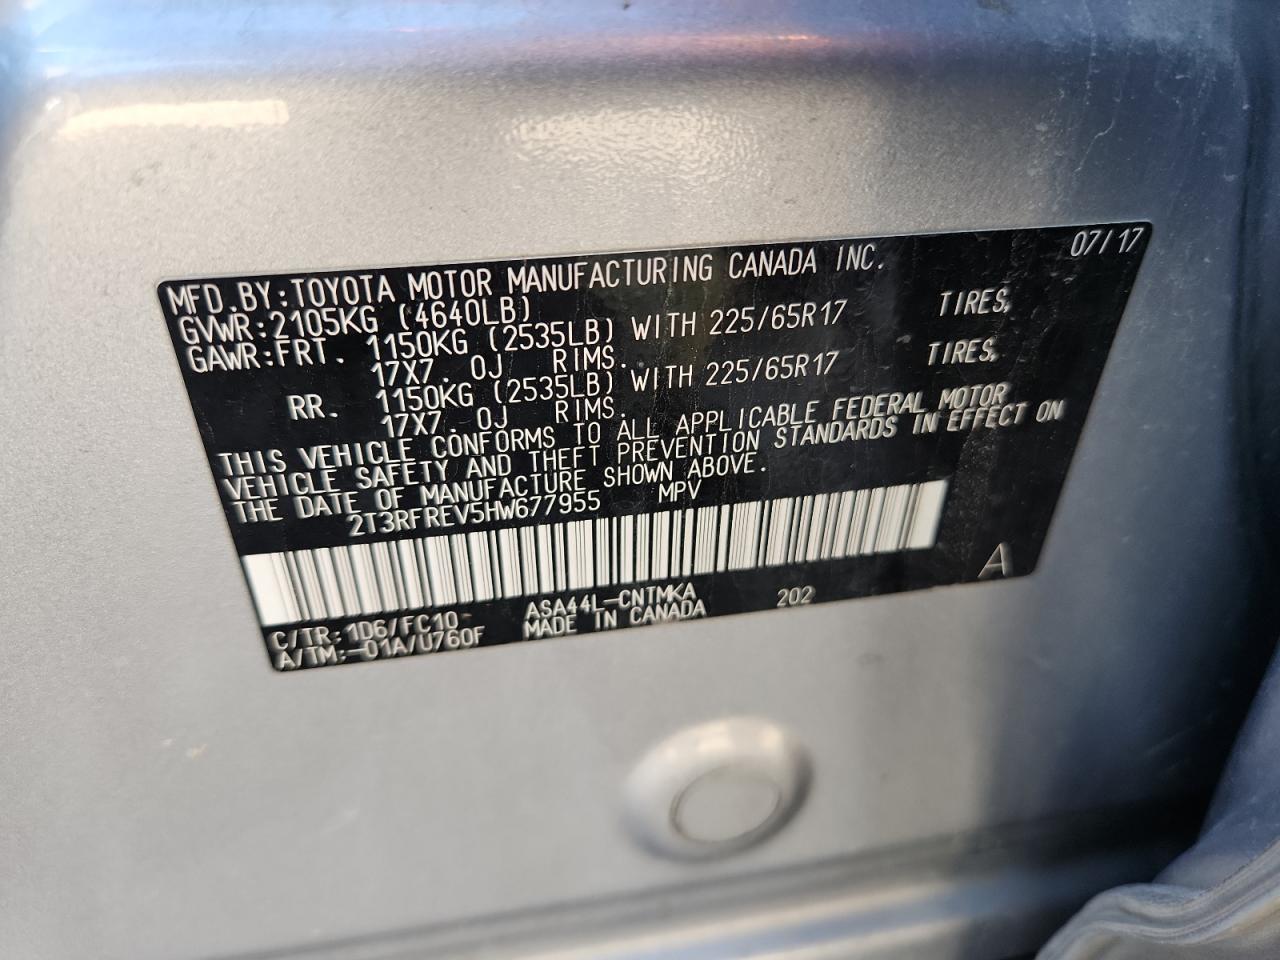 MFD.BY:TOYOTA MOTOR MANUFACTURING CANADA INC. 07/17
GVWR:2105KG (4640LB)
GAWR:FRT. 1150KG (2535LB) WITH 225/65R17 TIRES,
17X7.0J RIMS.
RR. 1150KG (2535LB) WITH 225/65R17 TIRES,
17X7.0J RIMS.
THIS VEHICLE CONFORMS TO ALL APPLICABLE FEDERAL MOTOR
VEHICLE SAFETY AND THEFT PREVENTION STANDARDS IN EFFECT ON
THE DATE OF MANUFACTURE SHOWN ABOVE.
2T3RFREV5HW677955 MPV
A
C/TR:1D6/FC10 ASA44L-CNTMKA 202
A/TM:-01A/U760F MADE IN CANADA